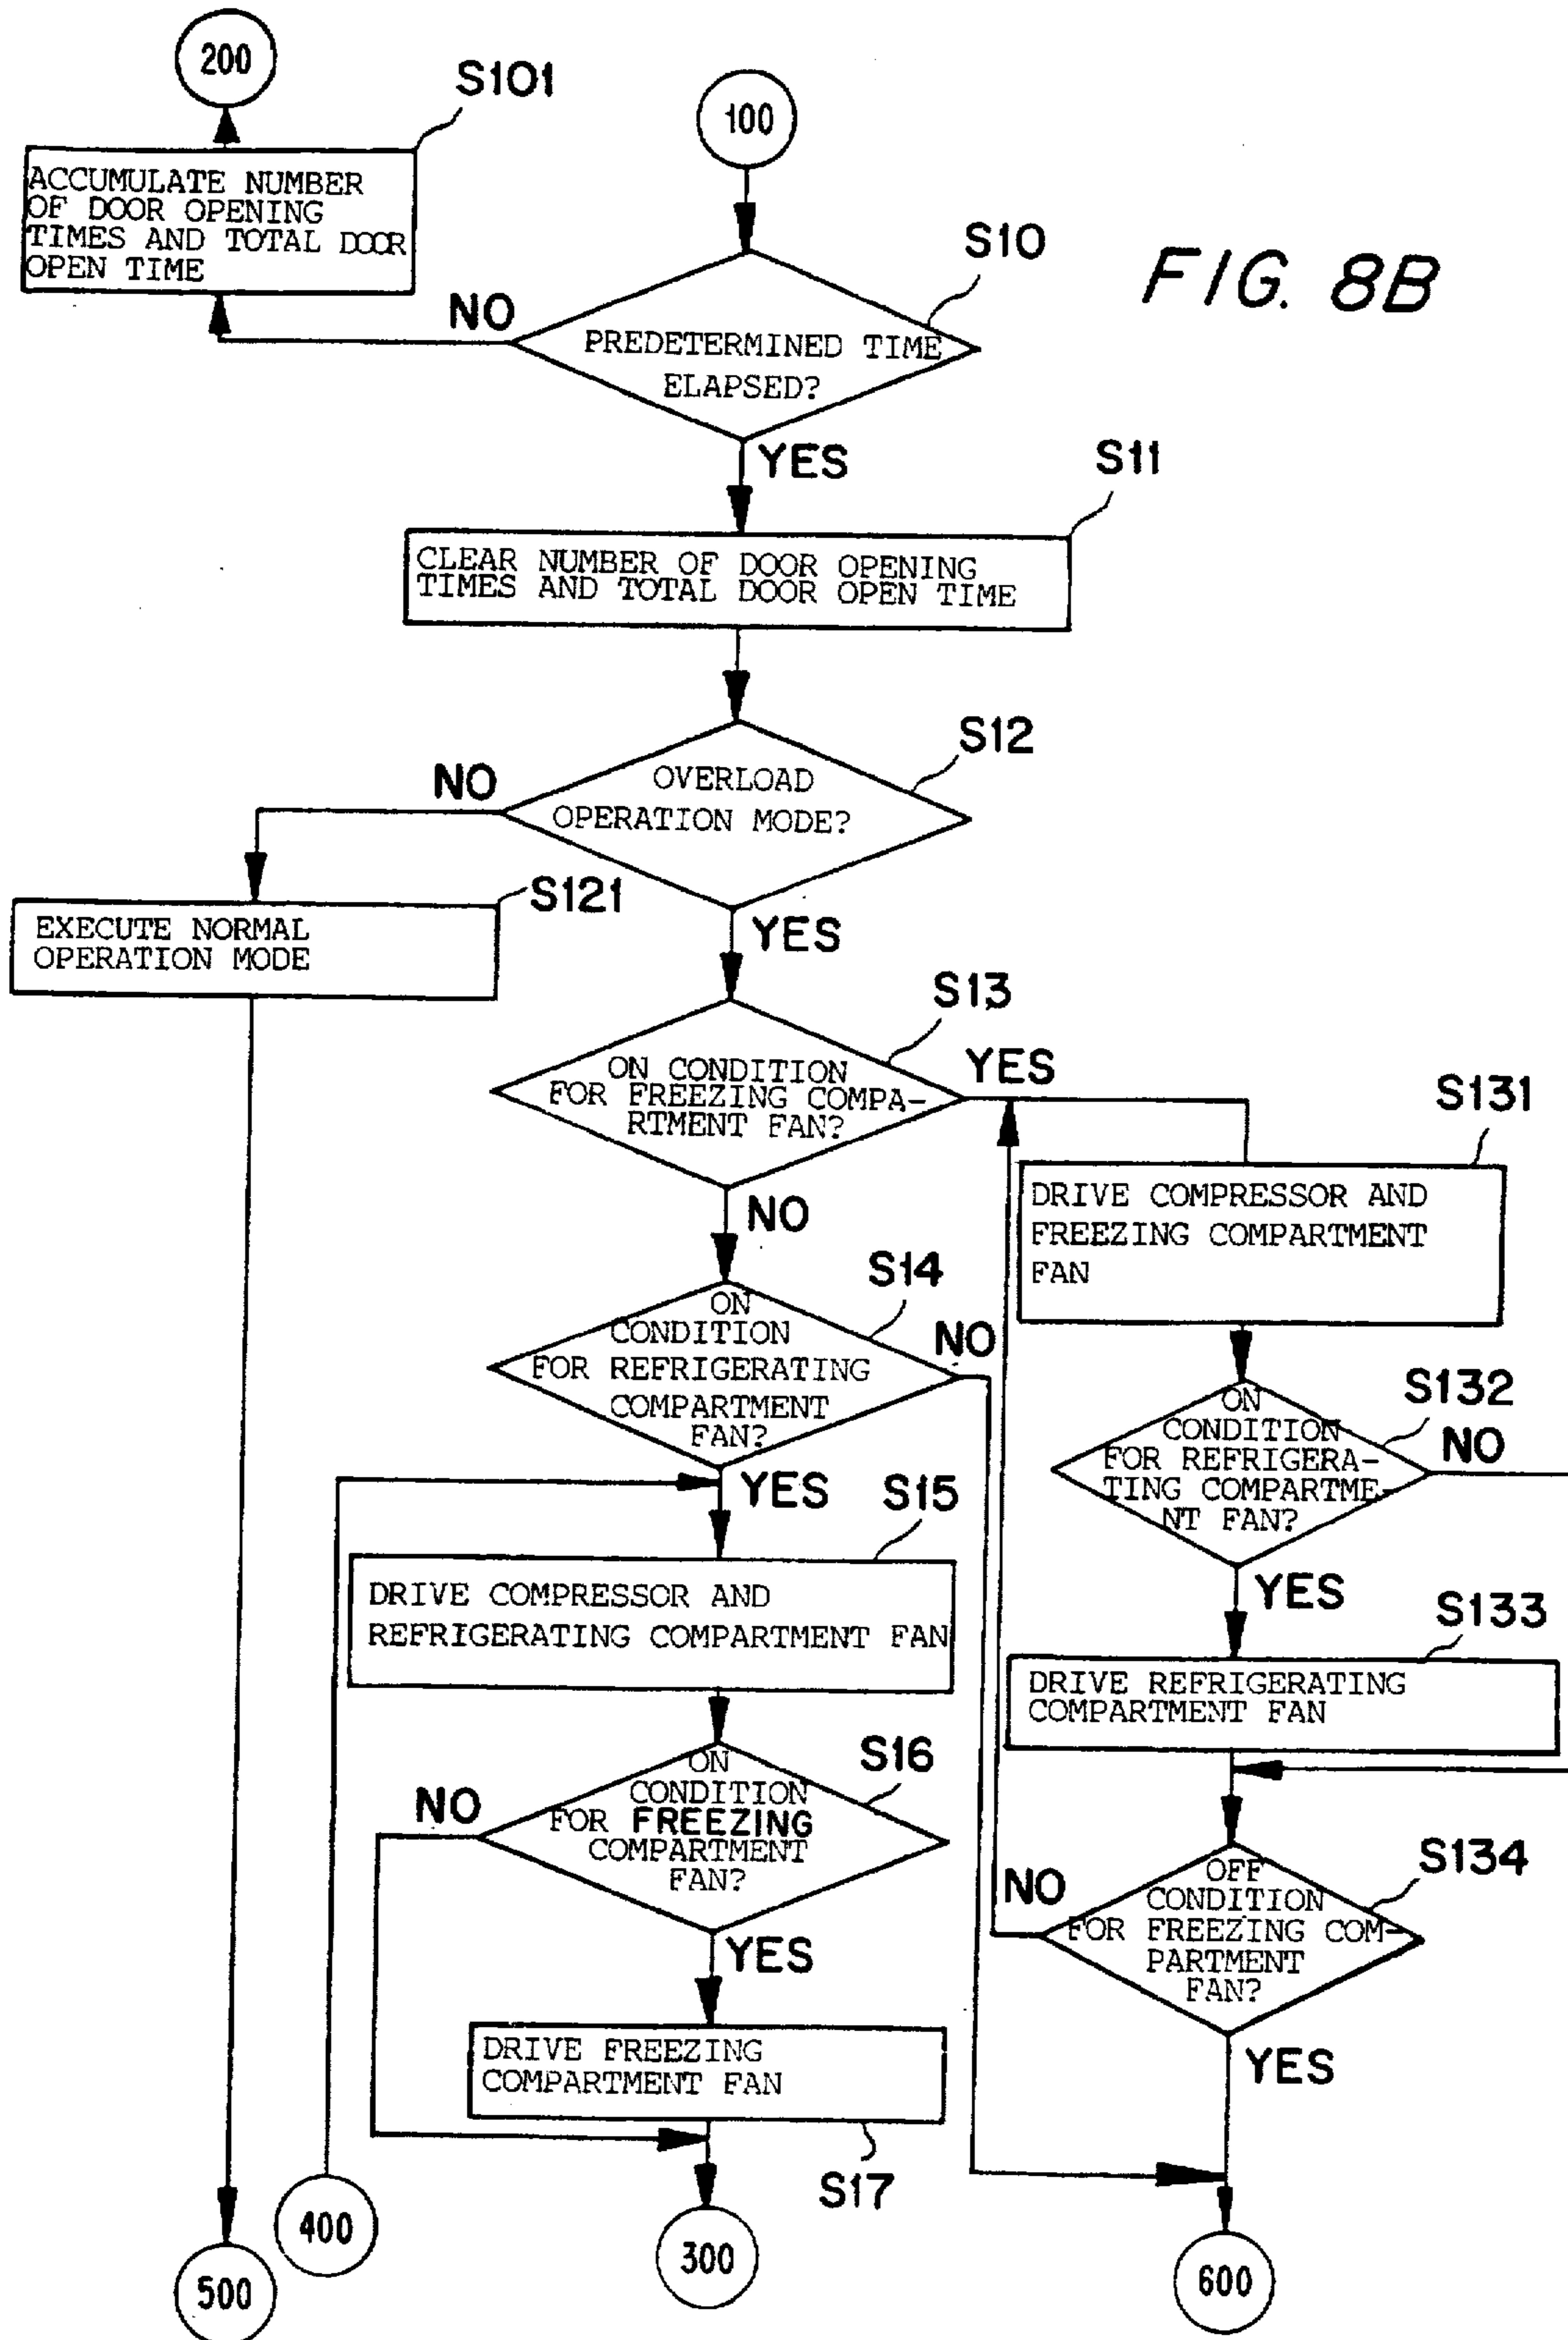 200
S101
100
ACCUMULATE NUMBER
OF DOOR OPENING
TIMES AND TOTAL DOOR
OPEN TIME
S10
FIG. 8B
NO
PREDETERMINED TIME
ELAPSED?
YES
S11
CLEAR NUMBER OF DOOR OPENING
TIMES AND TOTAL DOOR OPEN TIME
S12
NO
OVERLOAD
OPERATION MODE?
S121
EXECUTE NORMAL
OPERATION MODE
YES
S13
ON CONDITION
FOR FREEZING COMPA-
RTMENT FAN?
YES
S131
DRIVE COMPRESSOR AND
FREEZING COMPARTMENT
FAN
NO
S14
ON
CONDITION
FOR REFRIGERATING
COMPARTMENT
FAN?
NO
S132
ON
CONDITION
FOR REFRIGERA-
TING COMPARTME-
NT FAN?
NO
YES
S15
DRIVE COMPRESSOR AND
REFRIGERATING COMPARTMENT FAN
YES
S133
DRIVE REFRIGERATING
COMPARTMENT FAN
S16
NO
ON
CONDITION
FOR FREEZING
COMPARTMENT
FAN?
S134
NO
OFF
CONDITION
FOR FREEZING COM-
PARTMENT
FAN?
YES
DRIVE FREEZING
COMPARTMENT FAN
YES
S17
400
300
500
600